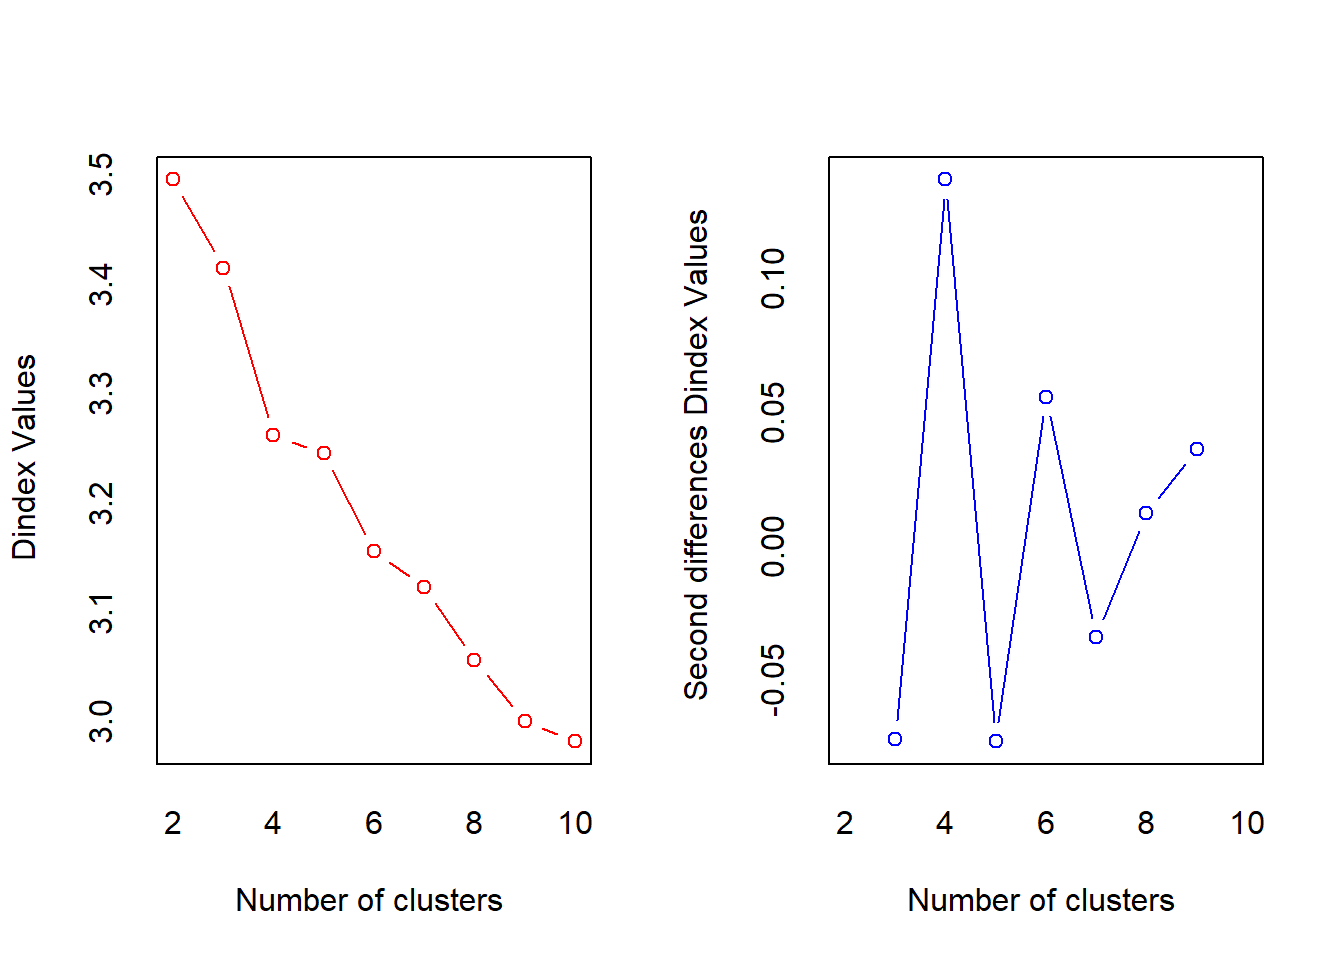 Dindex Values
3.5
3.4
3.3
3.2
3.1
3.0
2 4 6 8 10
Number of clusters
Second differences Dindex Values
0.10
0.05
0.00
-0.05
2 4 6 8 10
Number of clusters